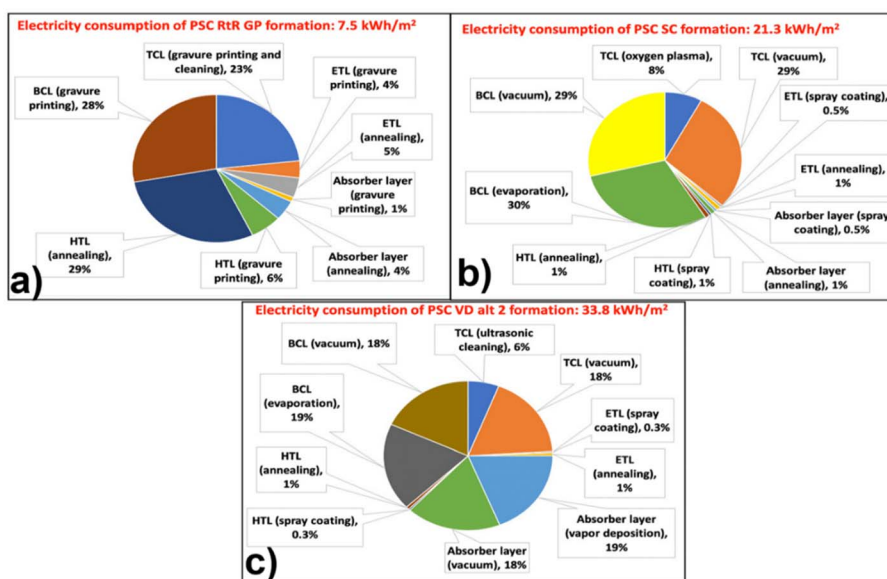 Electricity consumption of PSC RtR GP formation: 7.5 kWh/m²
TCL (gravure printing and
cleaning), 23%
ETL (gravure
printing), 4%
ETL
(annealing),
5%
Absorber layer
(gravure
printing), 1%
Absorber layer
(annealing), 4%
HTL (gravure
printing), 6%
HTL
(annealing),
29%
BCL (gravure
printing), 28%
a)
Electricity consumption of PSC SC formation: 21.3 kWh/m²
TCL (oxygen plasma),
8%
TCL (vacuum),
29%
ETL (spray
coating),
0.5%
ETL (annealing),
1%
Absorber layer (spray
coating), 0.5%
Absorber layer
(annealing), 1%
HTL (spray
coating), 1%
HTL (annealing),
1%
BCL (evaporation),
30%
BCL (vacuum), 29%
b)
Electricity consumption of PSC VD alt 2 formation: 33.8 kWh/m²
TCL (ultrasonic
cleaning), 6%
TCL (vacuum),
18%
ETL (spray
coating), 0.3%
ETL
(annealing),
1%
Absorber layer
(vapor deposition),
19%
Absorber layer
(vacuum), 18%
HTL (spray coating),
0.3%
HTL
(annealing),
1%
BCL
(evaporation),
19%
BCL (vacuum), 18%
c)